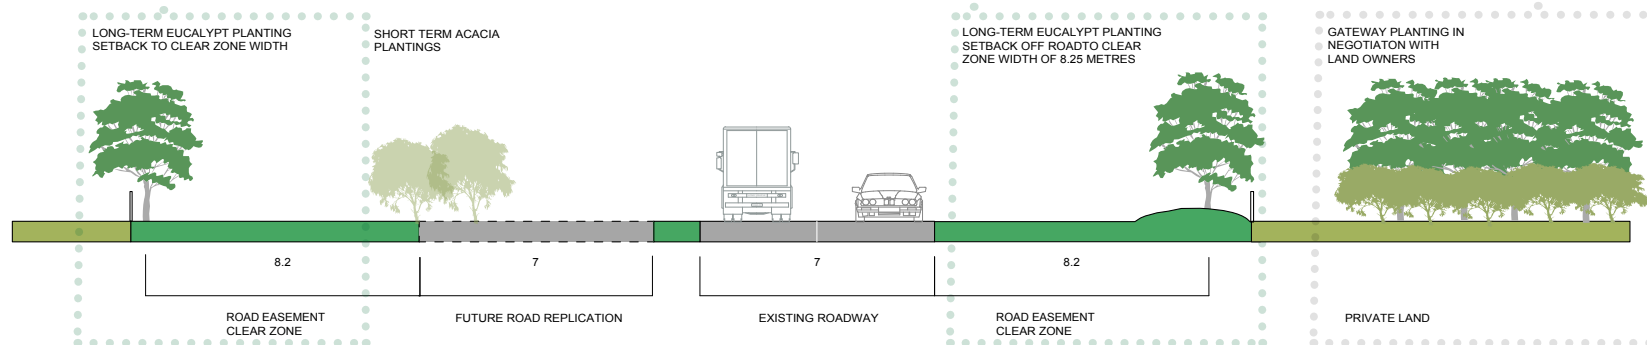 LONG-TERM EUCALYPT PLANTING
SETBACK TO CLEAR ZONE WIDTH
SHORT TERM ACACIA
PLANTINGS
LONG-TERM EUCALYPT PLANTING
SETBACK OFF ROADTO CLEAR
ZONE WIDTH OF 8.25 METRES
GATEWAY PLANTING IN
NEGOTIATON WITH
LAND OWNERS
8.2
7
7
8.2
ROAD EASEMENT
CLEAR ZONE
FUTURE ROAD REPLICATION
EXISTING ROADWAY
ROAD EASEMENT
CLEAR ZONE
PRIVATE LAND